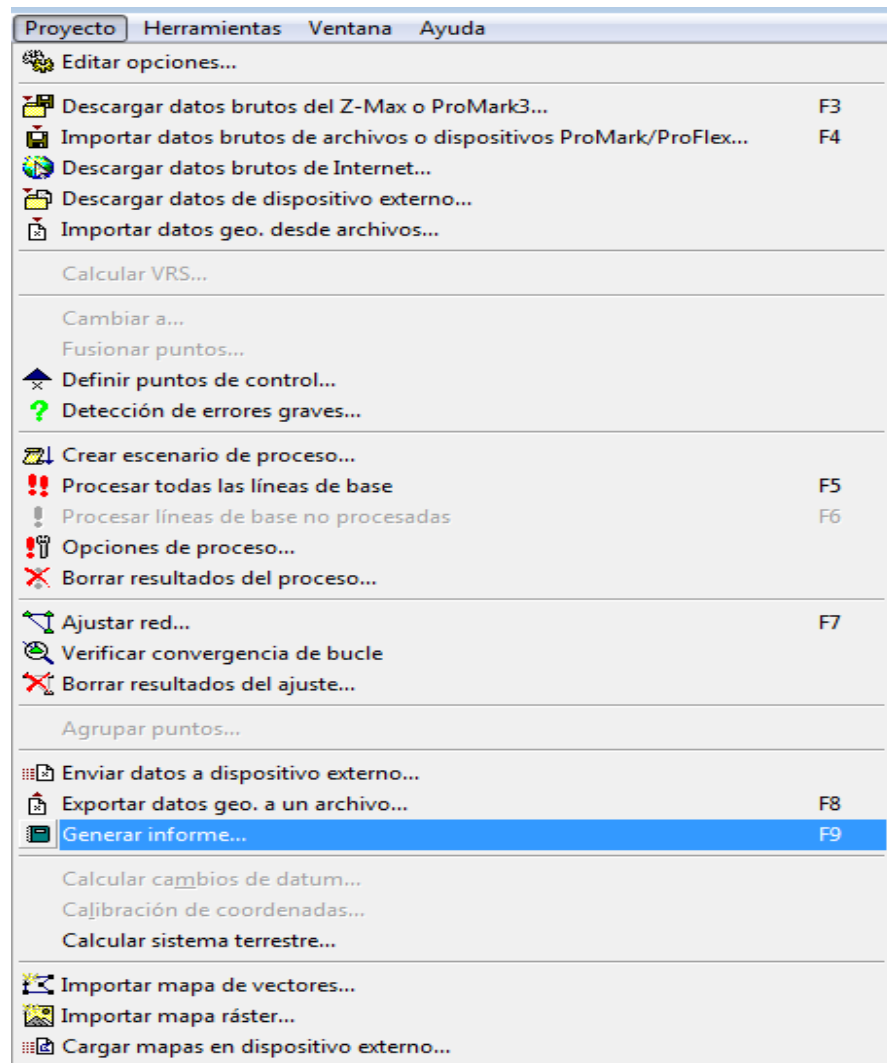 Proyecto Herramientas Ventana Ayuda
Editar opciones...
Descargar datos brutos del Z-Max o ProMark3... F3
Importar datos brutos de archivos o dispositivos ProMark/ProFlex... F4
Descargar datos brutos de Internet...
Descargar datos de dispositivo externo...
Importar datos geo. desde archivos...
Calcular VRS...
Cambiar a...
Fusionar puntos...
Definir puntos de control...
Detección de errores graves...
Crear escenario de proceso...
Procesar todas las líneas de base F5
Procesar líneas de base no procesadas F6
Opciones de proceso...
Borrar resultados del proceso...
Ajustar red... F7
Verificar convergencia de bucle
Borrar resultados del ajuste...
Agrupar puntos...
Enviar datos a dispositivo externo...
Exportar datos geo. a un archivo... F8
Generar informe... F9
Calcular cambios de datum...
Calibración de coordenadas...
Calcular sistema terrestre...
Importar mapa de vectores...
Importar mapa ráster...
Cargar mapas en dispositivo externo...